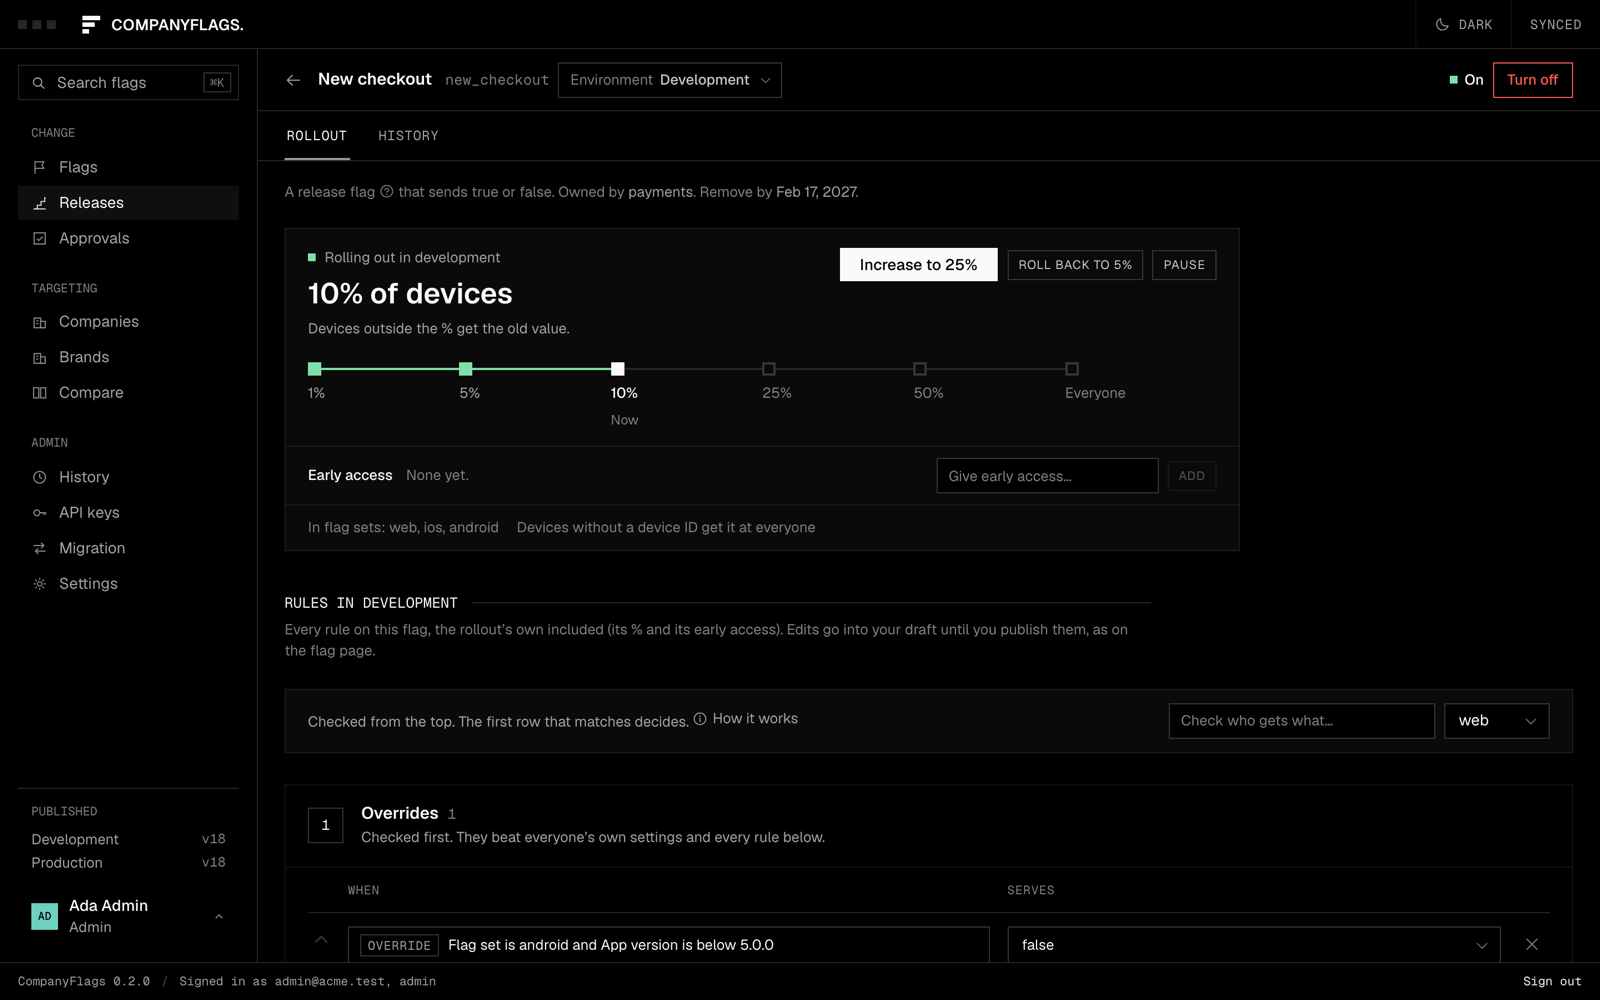 COMPANYFLAGS.
DARK
SYNCED
Search flags
⌘K
CHANGE
Flags
Releases
Approvals
TARGETING
Companies
Brands
Compare
ADMIN
History
API keys
Migration
Settings
PUBLISHED
Development v18
Production v18
AD
Ada Admin
Admin
New checkout new_checkout Environment Development
On
Turn off
ROLLOUT HISTORY
A release flag ? that sends true or false. Owned by payments. Remove by Feb 17, 2027.
Rolling out in development
10% of devices
Devices outside the % get the old value.
Increase to 25%
ROLL BACK TO 5%
PAUSE
1% 5% 10% 25% 50% Everyone
Now
Early access None yet.
Give early access...
ADD
In flag sets: web, ios, android Devices without a device ID get it at everyone
RULES IN DEVELOPMENT
Every rule on this flag, the rollout's own included (its % and its early access). Edits go into your draft until you publish them, as on
the flag page.
Checked from the top. The first row that matches decides. How it works
Check who gets what...
web
1
Overrides 1
Checked first. They beat everyone's own settings and every rule below.
WHEN SERVES
OVERRIDE Flag set is android and App version is below 5.0.0
false
CompanyFlags 0.2.0 / Signed in as admin@acme.test, admin
Sign out